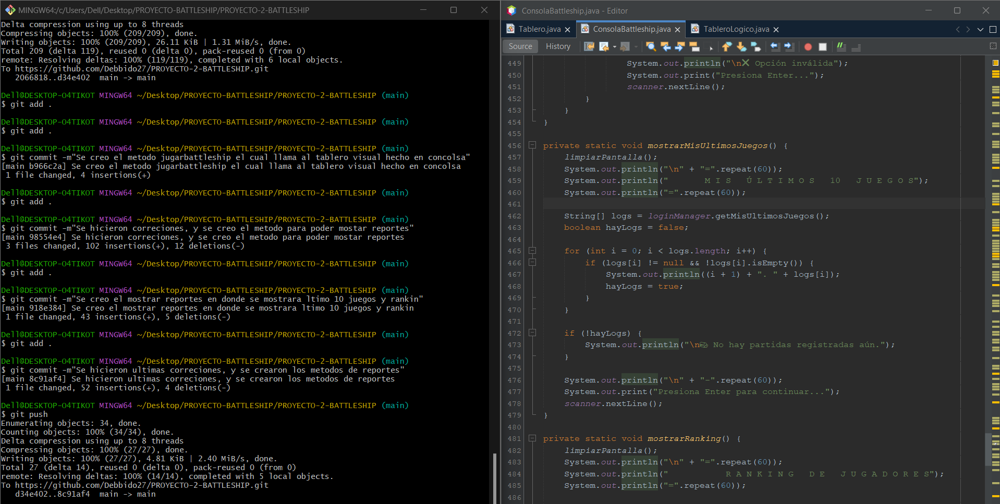 MINGW64:/c/Users/Dell/Desktop/PROYECTO-BATTLESHIP/PROYECTO-2-BATTLESHIP
Delta compression using up to 8 threads
Compressing objects: 100% (209/209), done.
Writing objects: 100% (209/209), 26.11 KiB | 1.31 MiB/s, done.
Total 209 (delta 119), reused 0 (delta 0), pack-reused 0 (from 0)
remote: Resolving deltas: 100% (119/119), completed with 6 local objects.
To https://github.com/Debbido27/PROYECTO-2-BATTLESHIP.git
   2066818..d34e402  main -> main
Dell@DESKTOP-O4TIKOT MINGW64 ~/Desktop/PROYECTO-BATTLESHIP/PROYECTO-2-BATTLESHIP (main)
$ git add .
Dell@DESKTOP-O4TIKOT MINGW64 ~/Desktop/PROYECTO-BATTLESHIP/PROYECTO-2-BATTLESHIP (main)
$ git add .
Dell@DESKTOP-O4TIKOT MINGW64 ~/Desktop/PROYECTO-BATTLESHIP/PROYECTO-2-BATTLESHIP (main)
$ git commit -m"Se creo el metodo jugarbattleship el cual llama al tablero visual hecho en concolsa"
[main b966c2a] Se creo el metodo jugarbattleship el cual llama al tablero visual hecho en concolsa
 1 file changed, 4 insertions(+)
Dell@DESKTOP-O4TIKOT MINGW64 ~/Desktop/PROYECTO-BATTLESHIP/PROYECTO-2-BATTLESHIP (main)
$ git add .
Dell@DESKTOP-O4TIKOT MINGW64 ~/Desktop/PROYECTO-BATTLESHIP/PROYECTO-2-BATTLESHIP (main)
$ git commit -m"Se hicieron correciones, y se creo el metodo para poder mostar reportes"
[main 98554e4] Se hicieron correciones, y se creo el metodo para poder mostar reportes
 3 files changed, 102 insertions(+), 12 deletions(-)
Dell@DESKTOP-O4TIKOT MINGW64 ~/Desktop/PROYECTO-BATTLESHIP/PROYECTO-2-BATTLESHIP (main)
$ git add .
Dell@DESKTOP-O4TIKOT MINGW64 ~/Desktop/PROYECTO-BATTLESHIP/PROYECTO-2-BATTLESHIP (main)
$ git commit -m"Se creo el mostrar reportes en donde se mostrara ltimo 10 juegos y rankin"
[main 918e384] Se creo el mostrar reportes en donde se mostrara ltimo 10 juegos y rankin
 1 file changed, 43 insertions(+), 5 deletions(-)
Dell@DESKTOP-O4TIKOT MINGW64 ~/Desktop/PROYECTO-BATTLESHIP/PROYECTO-2-BATTLESHIP (main)
$ git add .
Dell@DESKTOP-O4TIKOT MINGW64 ~/Desktop/PROYECTO-BATTLESHIP/PROYECTO-2-BATTLESHIP (main)
$ git commit -m"Se hicieron ultimas correciones, y se crearon los metodos de reportes"
[main 8c91af4] Se hicieron ultimas correciones, y se crearon los metodos de reportes
 1 file changed, 52 insertions(+), 4 deletions(-)
Dell@DESKTOP-O4TIKOT MINGW64 ~/Desktop/PROYECTO-BATTLESHIP/PROYECTO-2-BATTLESHIP (main)
$ git push
Enumerating objects: 34, done.
Counting objects: 100% (34/34), done.
Delta compression using up to 8 threads
Compressing objects: 100% (27/27), done.
Writing objects: 100% (27/27), 4.81 KiB | 2.40 MiB/s, done.
Total 27 (delta 14), reused 0 (delta 0), pack-reused 0 (from 0)
remote: Resolving deltas: 100% (14/14), completed with 5 local objects.
To https://github.com/Debbido27/PROYECTO-2-BATTLESHIP.git
   d34e402..8c91af4  main -> main
ConsolaBattleship.java - Editor
Tablero.java ConsolaBattleship.java TableroLogico.java
Source History
449 System.out.println("\n❌ Opción inválida");
450 System.out.print("Presiona Enter...");
451 scanner.nextLine();
452 }
453 }
454 }
455
456 private static void mostrarMisUltimosJuegos() {
457 limpiarPantalla();
458 System.out.println("\n" + "=".repeat(60));
459 System.out.println("       M I S   Ú L T I M O S   10   J U E G O S");
460 System.out.println("=".repeat(60));
461
462 String[] logs = loginManager.getMisUltimosJuegos();
463 boolean hayLogs = false;
464
465 for (int i = 0; i < logs.length; i++) {
466 if (logs[i] != null && !logs[i].isEmpty()) {
467 System.out.println((i + 1) + ". " + logs[i]);
468 hayLogs = true;
469 }
470 }
471
472 if (!hayLogs) {
473 System.out.println("\n No hay partidas registradas aún.");
474 }
475
476 System.out.println("\n" + "-".repeat(60));
477 System.out.print("Presiona Enter para continuar...");
478 scanner.nextLine();
479 }
480
481 private static void mostrarRanking() {
482 limpiarPantalla();
483 System.out.println("\n" + "=".repeat(60));
484 System.out.println("           R A N K I N G   D E   J U G A D O R E S");
485 System.out.println("=".repeat(60));
486